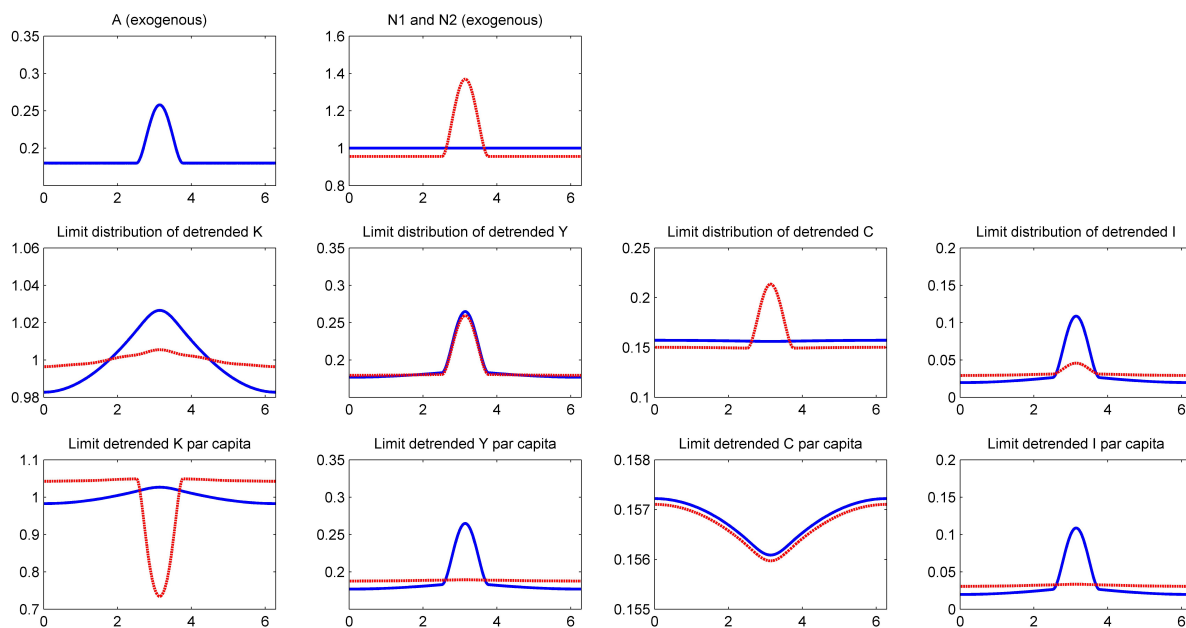 A (exogenous)
N1 and N2 (exogenous)
0.35
0.3
0.25
0.2
0 2 4 6
1.6
1.4
1.2
1
0.8
0 2 4 6
Limit distribution of detrended K
Limit distribution of detrended Y
Limit distribution of detrended C
Limit distribution of detrended I
1.06
1.04
1.02
1
0.98
0 2 4 6
0.35
0.3
0.25
0.2
0 2 4 6
0.25
0.2
0.15
0.1
0 2 4 6
0.2
0.15
0.1
0.05
0
0 2 4 6
Limit detrended K par capita
Limit detrended Y par capita
Limit detrended C par capita
Limit detrended I par capita
1.1
1
0.9
0.8
0.7
0 2 4 6
0.35
0.3
0.25
0.2
0 2 4 6
0.158
0.157
0.156
0.155
0 2 4 6
0.2
0.15
0.1
0.05
0
0 2 4 6